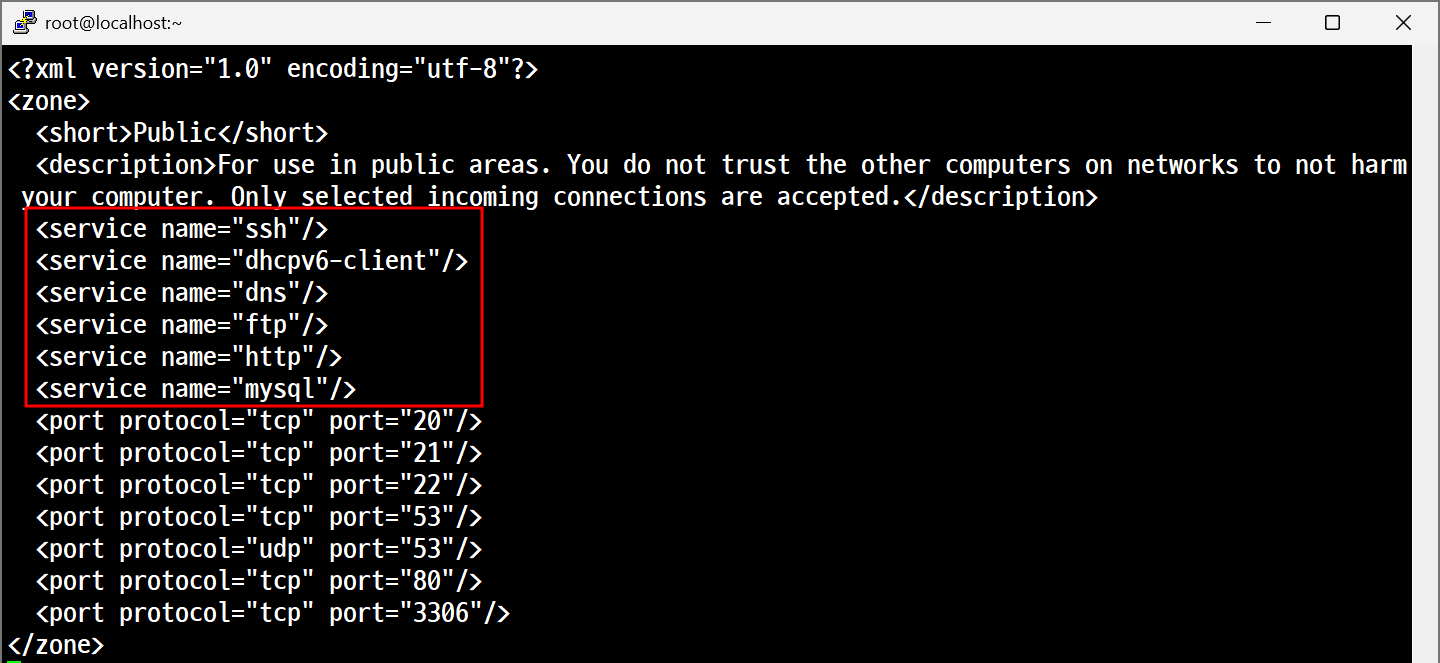 root@localhost:~
<?xml version="1.0" encoding="utf-8"?>
<zone>
  <short>Public</short>
  <description>For use in public areas. You do not trust the other computers on networks to not harm
 your computer. Only selected incoming connections are accepted.</description>
  <service name="ssh"/>
  <service name="dhcpv6-client"/>
  <service name="dns"/>
  <service name="ftp"/>
  <service name="http"/>
  <service name="mysql"/>
  <port protocol="tcp" port="20"/>
  <port protocol="tcp" port="21"/>
  <port protocol="tcp" port="22"/>
  <port protocol="tcp" port="53"/>
  <port protocol="udp" port="53"/>
  <port protocol="tcp" port="80"/>
  <port protocol="tcp" port="3306"/>
</zone>